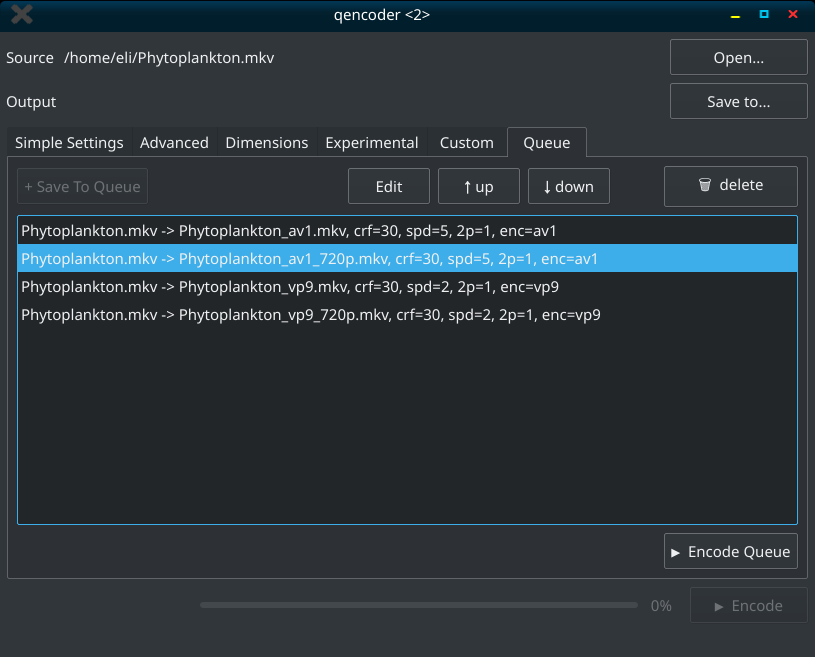 qencoder <2>
Source /home/eli/Phytoplankton.mkv Open...
Output Save to...
Simple Settings Advanced Dimensions Experimental Custom Queue
+ Save To Queue Edit ↑ up ↓ down delete
Phytoplankton.mkv -> Phytoplankton_av1.mkv, crf=30, spd=5, 2p=1, enc=av1
Phytoplankton.mkv -> Phytoplankton_av1_720p.mkv, crf=30, spd=5, 2p=1, enc=av1
Phytoplankton.mkv -> Phytoplankton_vp9.mkv, crf=30, spd=2, 2p=1, enc=vp9
Phytoplankton.mkv -> Phytoplankton_vp9_720p.mkv, crf=30, spd=2, 2p=1, enc=vp9
► Encode Queue
0% ► Encode